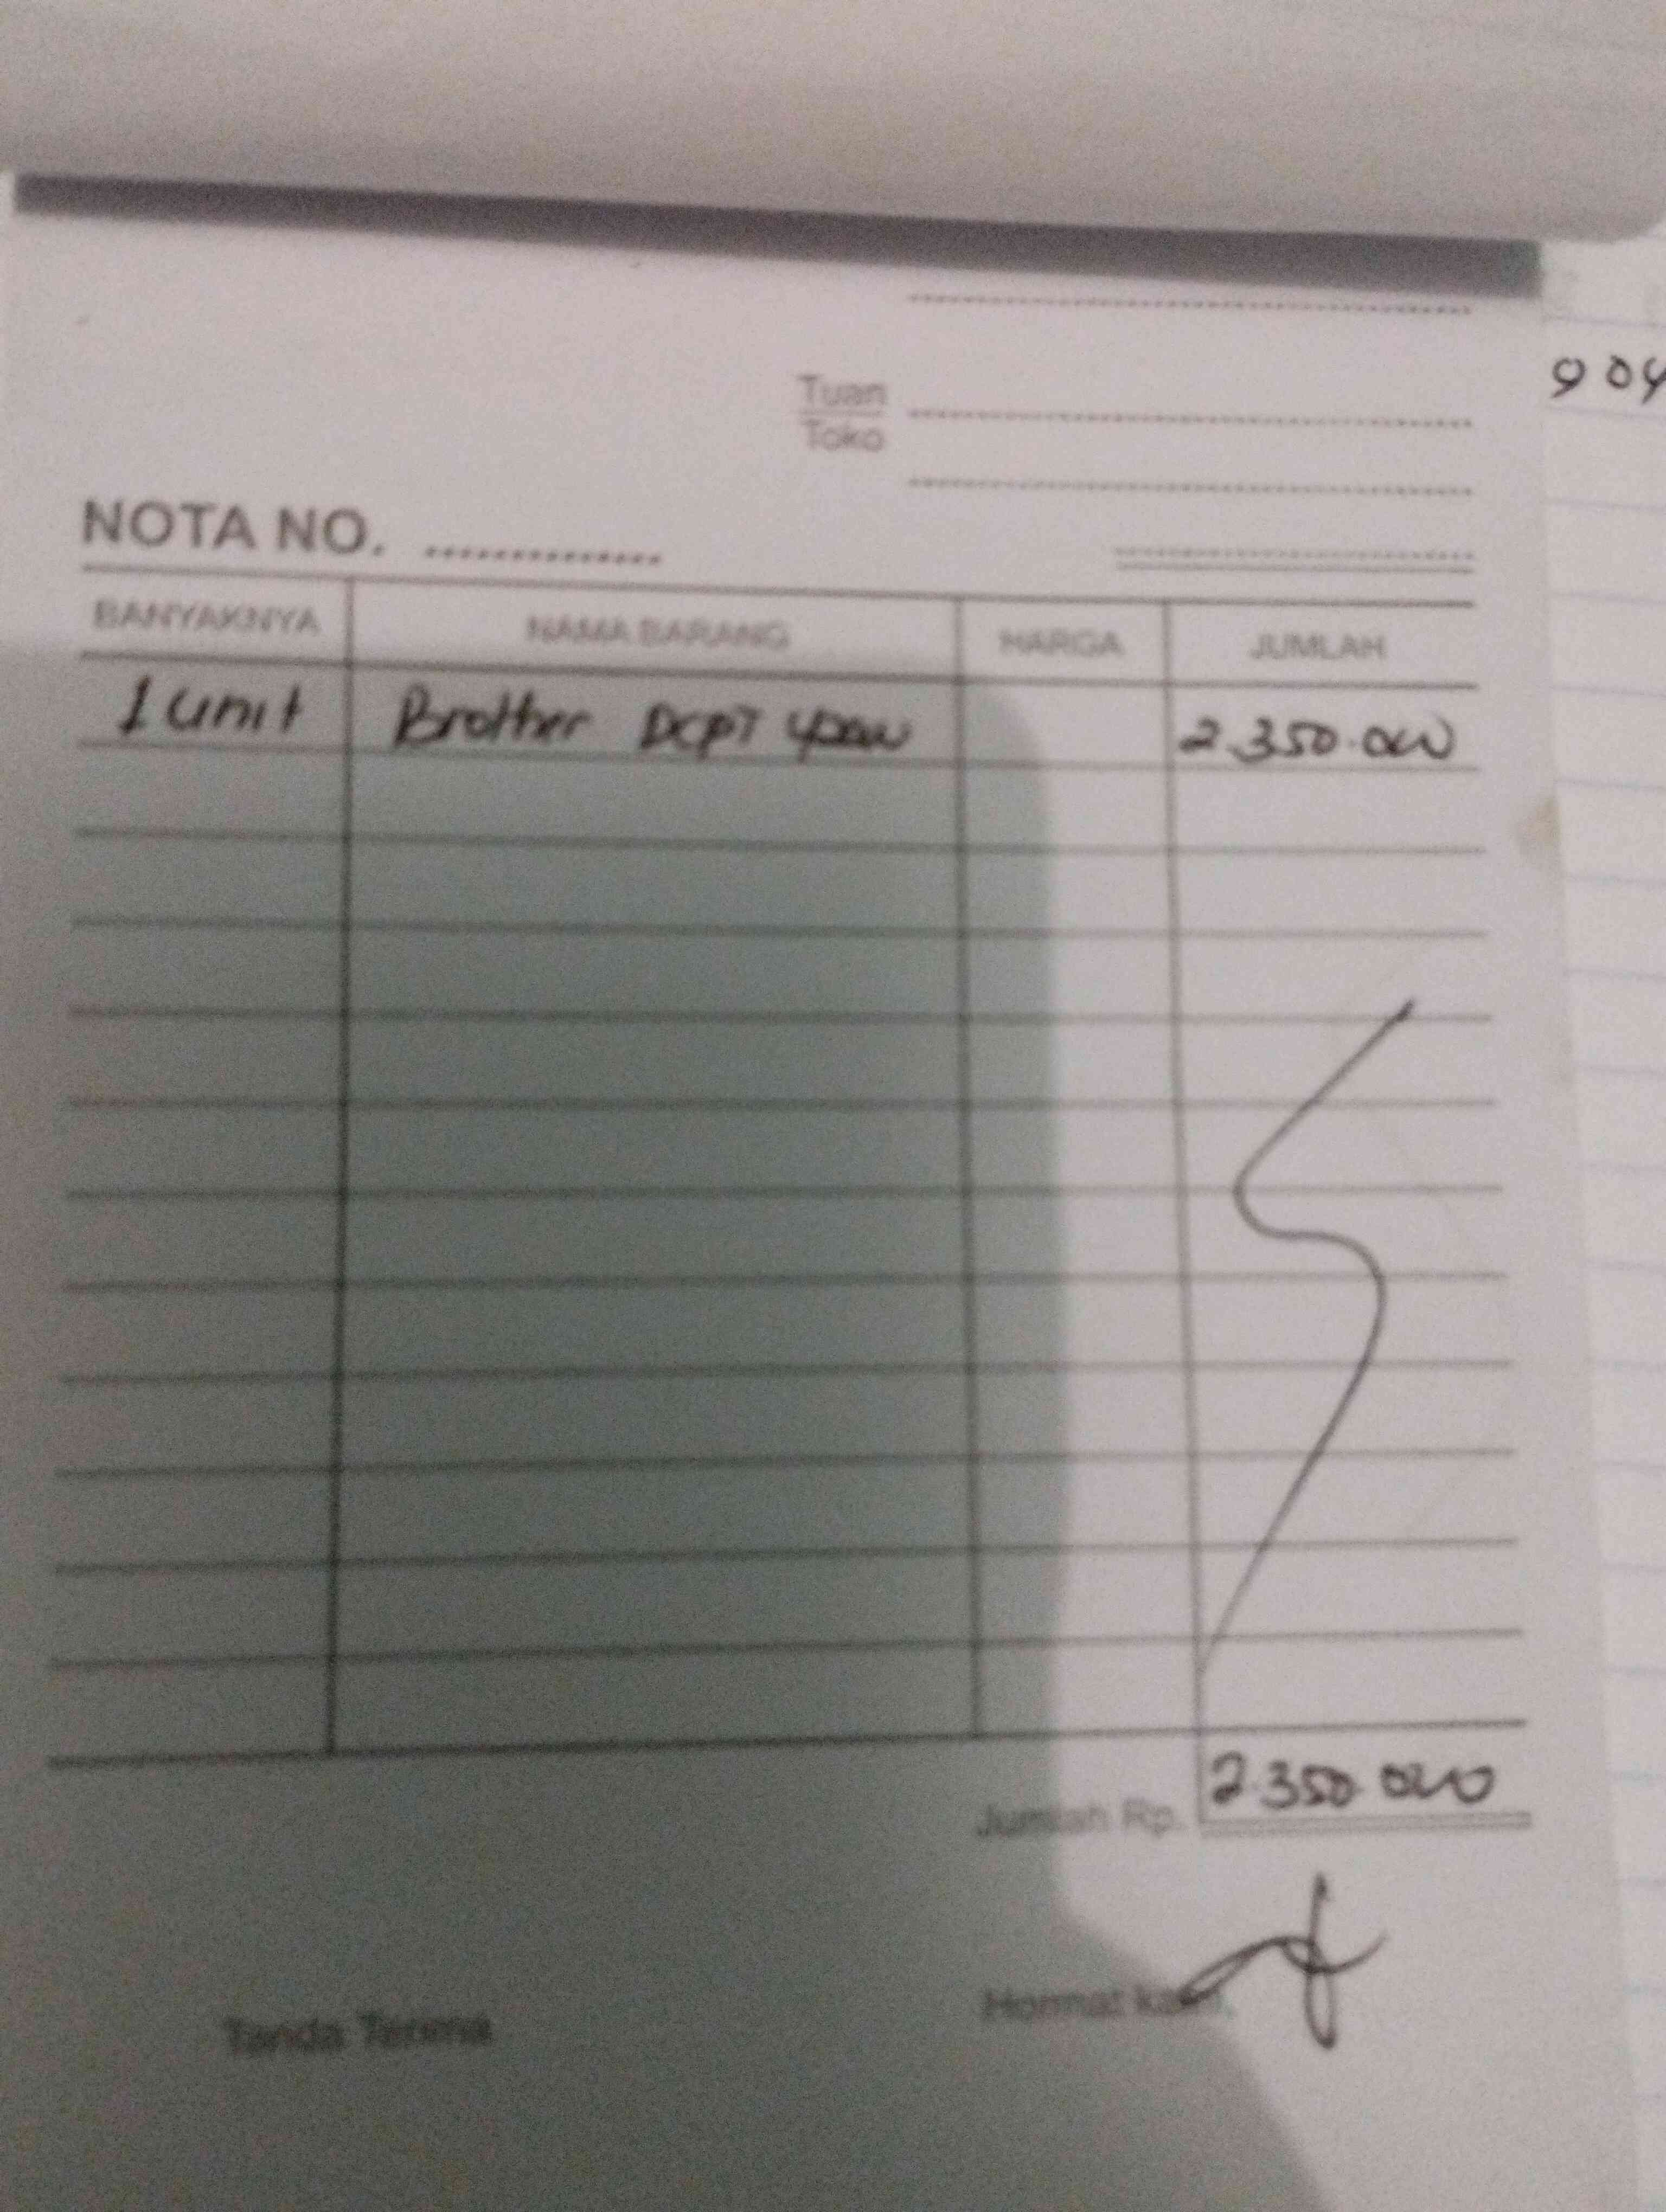 904
Tuan
Toko
NOTA NO. ..............
BANYAKNYA NAMA BARANG HARGA JUMLAH
1 unit Brother DCPT 420W 2.350.000
Jumlah Rp. 2.350.000
Tanda Terima Hormat kami,